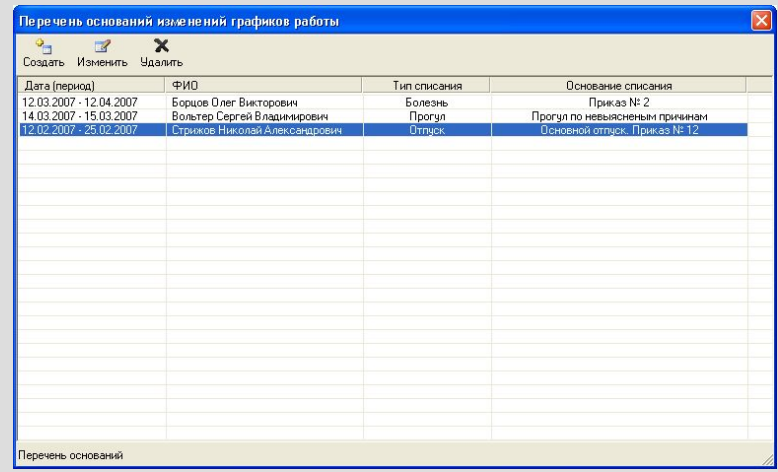 Перечень оснований изменений графиков работы
Создать Изменить Удалить
Дата (период) ФИО Тип списания Основание списания
12.03.2007 - 12.04.2007 Борцов Олег Викторович Болезнь Приказ № 2
14.03.2007 - 15.03.2007 Вольтер Сергей Владимирович Прогул Прогул по невыясненым причинам
12.02.2007 - 25.02.2007 Стрижов Николай Александрович Отпуск Основной отпуск. Приказ № 12
Перечень оснований